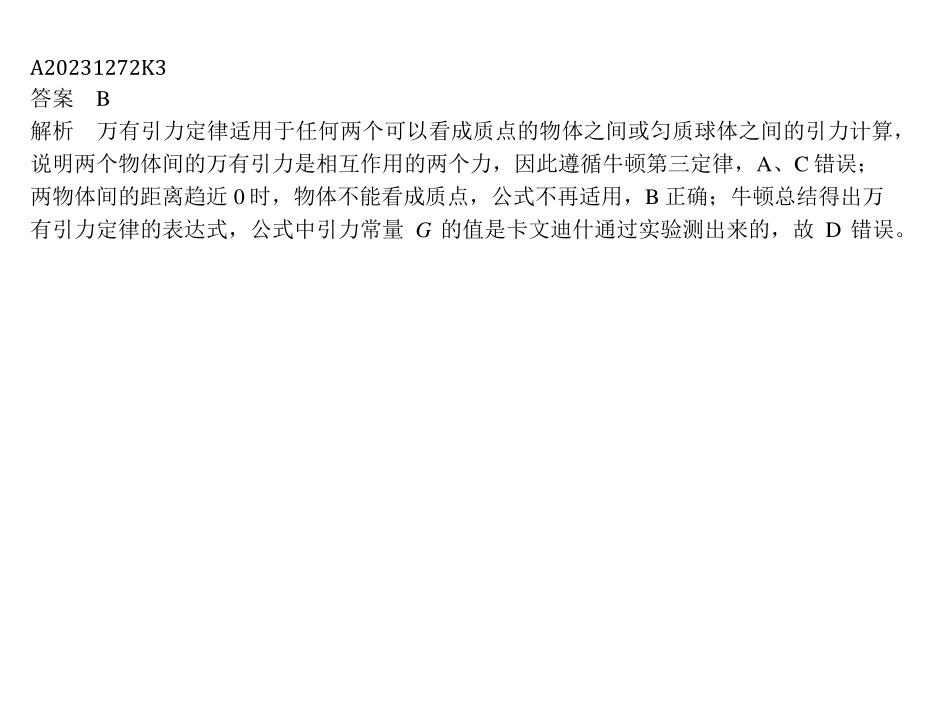 A20231272K3
答案 B
解析 万有引力定律适用于任何两个可以看成质点的物体之间或匀质球体之间的引力计算，
说明两个物体间的万有引力是相互作用的两个力，因此遵循牛顿第三定律，A、C 错误；
两物体间的距离趋近 0 时，物体不能看成质点，公式不再适用，B 正确；牛顿总结得出万
有引力定律的表达式，公式中引力常量 G 的值是卡文迪什通过实验测出来的，故 D 错误。